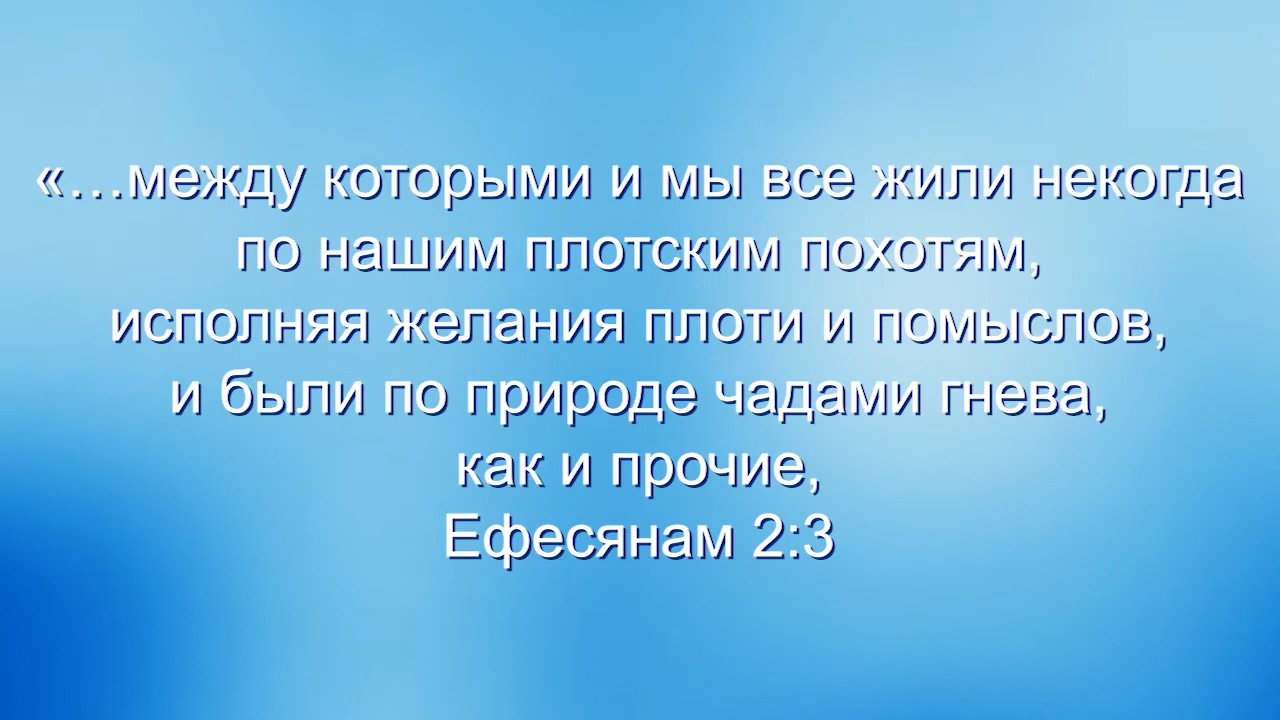 «…между которыми и мы все жили некогда
по нашим плотским похотям,
исполняя желания плоти и помыслов,
и были по природе чадами гнева,
как и прочие,
Ефесянам 2:3